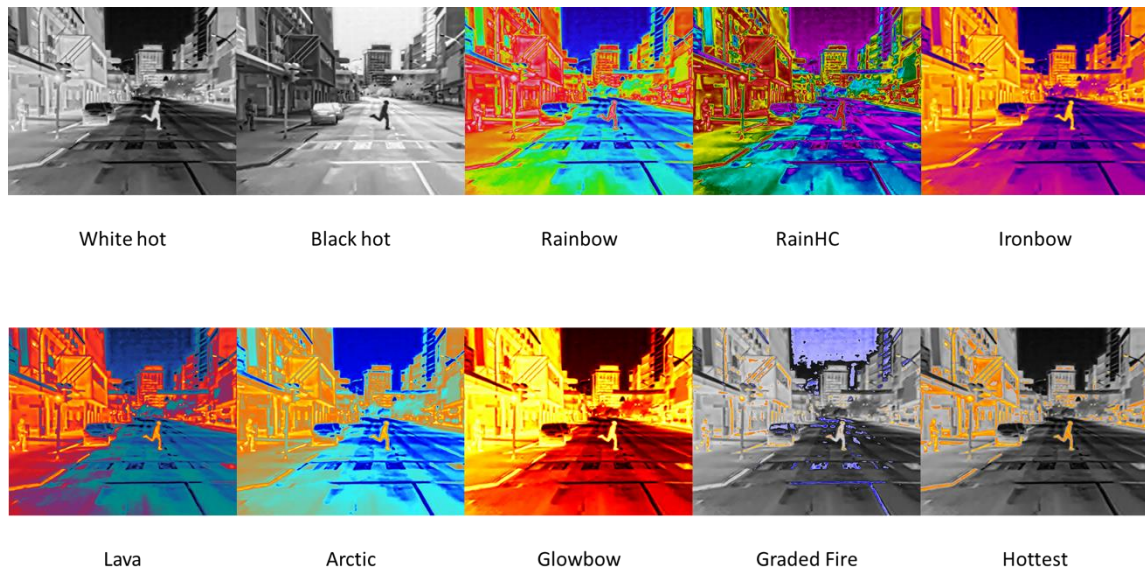 White hot
Black hot
Rainbow
RainHC
Ironbow
Lava
Arctic
Glowbow
Graded Fire
Hottest